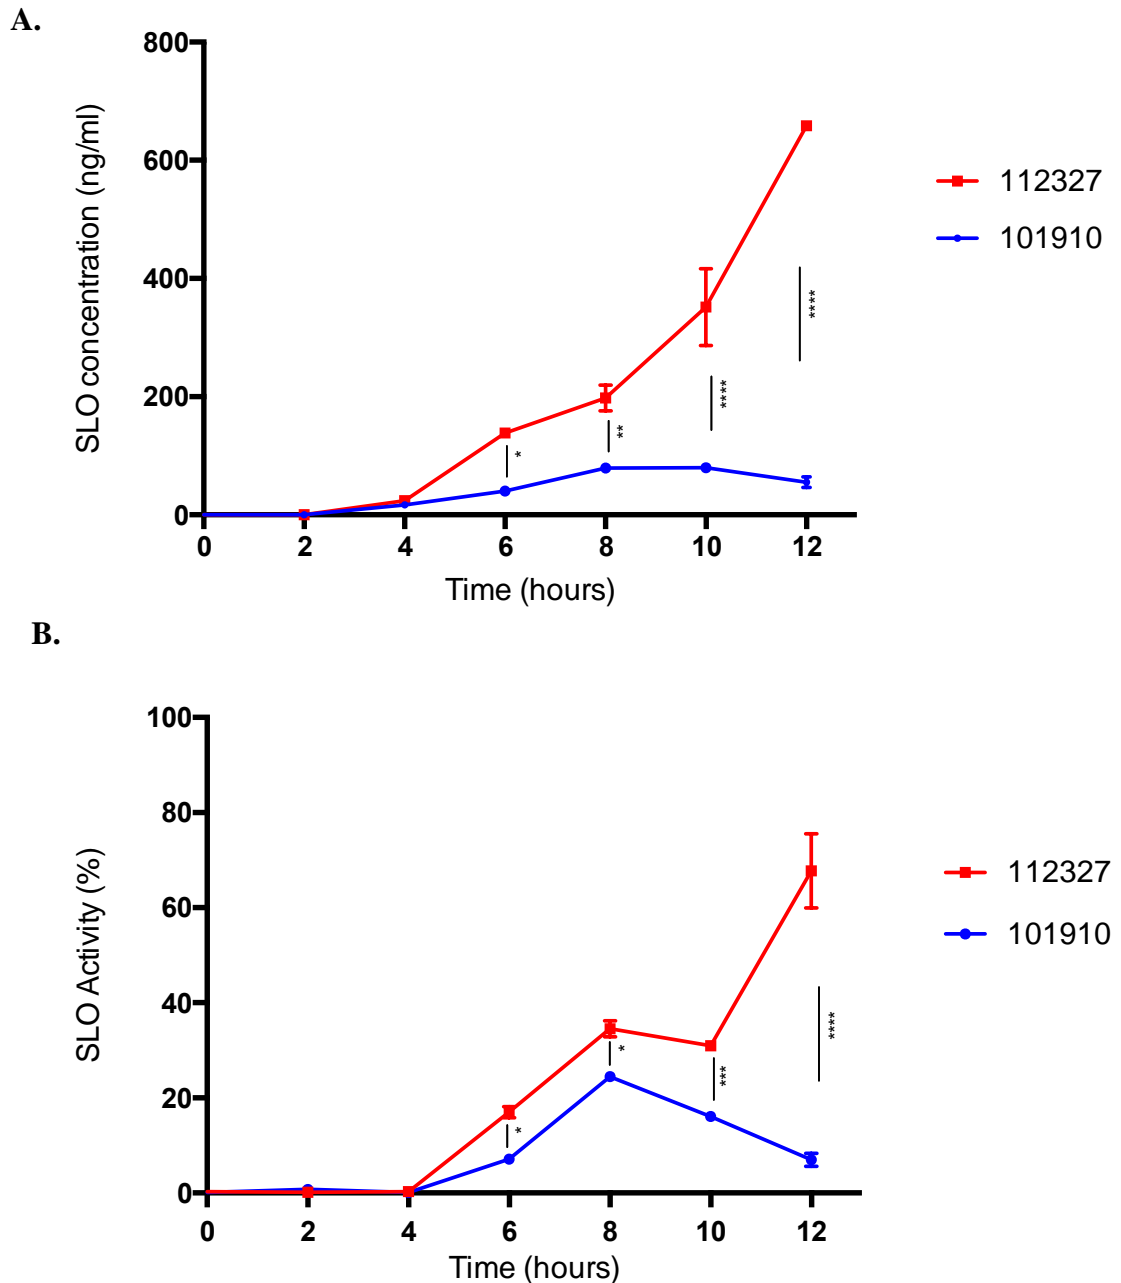 A.
800
600
400
200
0
SLO concentration (ng/ml)
0 2 4 6 8 10 12
Time (hours)
112327
101910
*
**
****
****
B.
100
80
60
40
20
0
SLO Activity (%)
0 2 4 6 8 10 12
Time (hours)
112327
101910
*
*
***
****